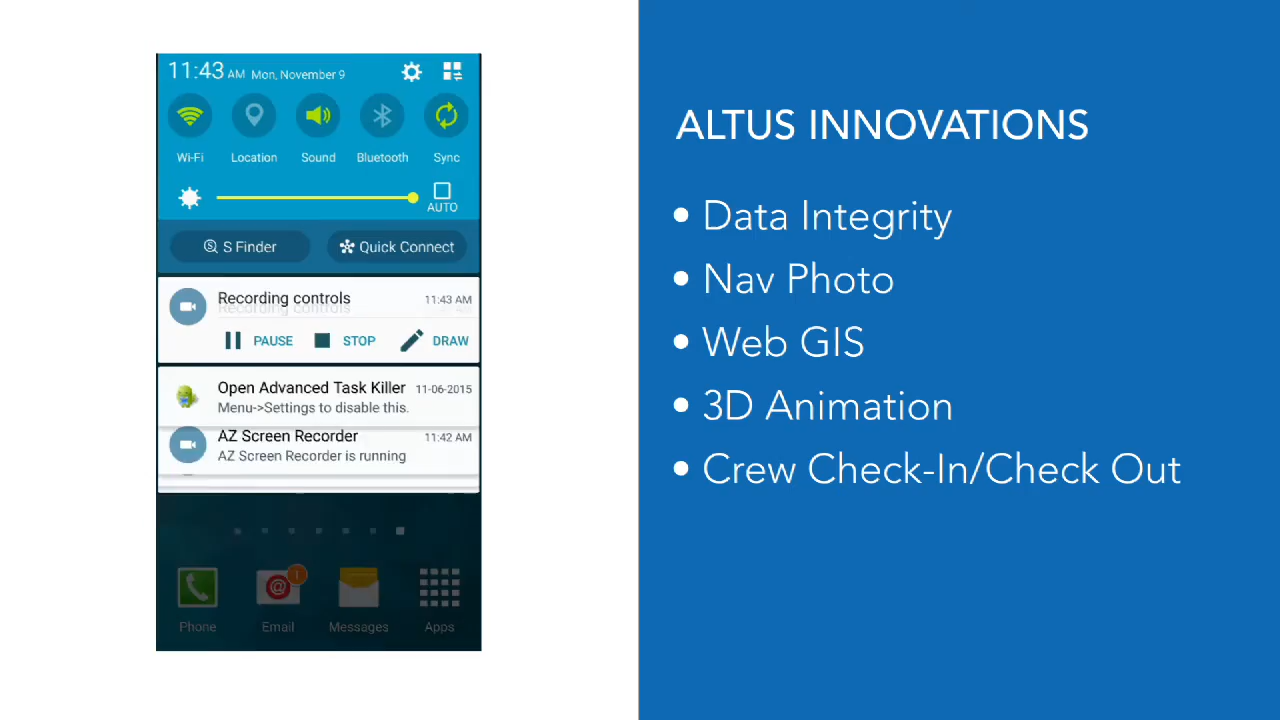 11:43 AM Mon, November 9
Wi-Fi Location Sound Bluetooth Sync
AUTO
S Finder Quick Connect
Recording controls 11:43 AM
Recording controls
PAUSE STOP DRAW
Open Advanced Task Killer 11-06-2015
Menu->Settings to disable this.
AZ Screen Recorder 11:42 AM
AZ Screen Recorder is running
1
@
Phone Email Messages Apps
ALTUS INNOVATIONS
• Data Integrity
• Nav Photo
• Web GIS
• 3D Animation
• Crew Check-In/Check Out